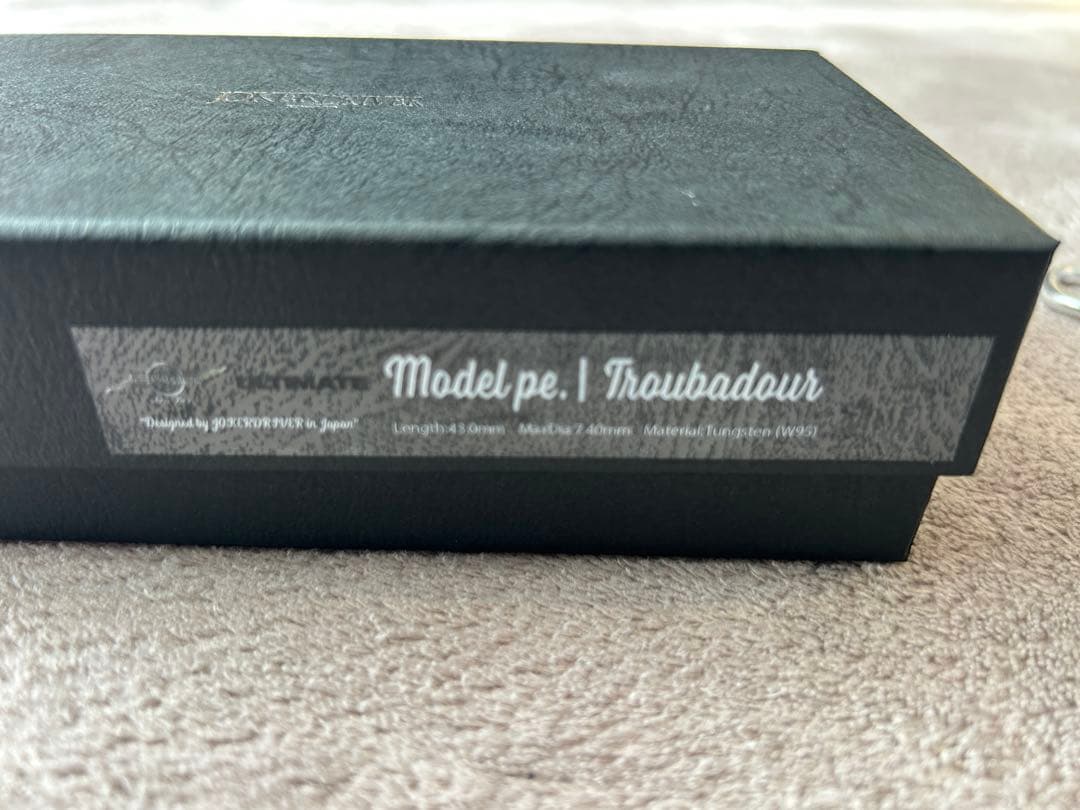 ULTIMATE Model pe. | Troubadour
"Designed by JOKERDRIVER in Japan" Length:43.0mm MaxDia:7.40mm Material:Tungsten (W95)